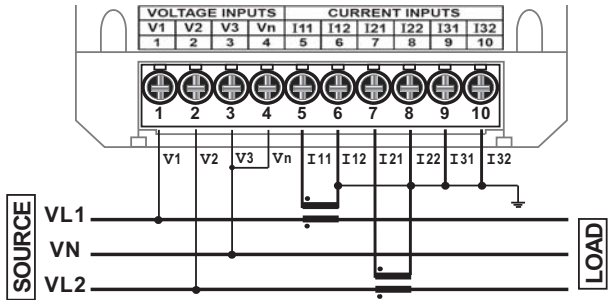 VOLTAGE INPUTS CURRENT INPUTS
V1 V2 V3 Vn I11 I12 I21 I22 I31 I32
1 2 3 4 5 6 7 8 9 10
1 2 3 4 5 6 7 8 9 10
V1 V2 V3 Vn I11 I12 I21 I22 I31 I32
SOURCE
VL1
VN
VL2
LOAD